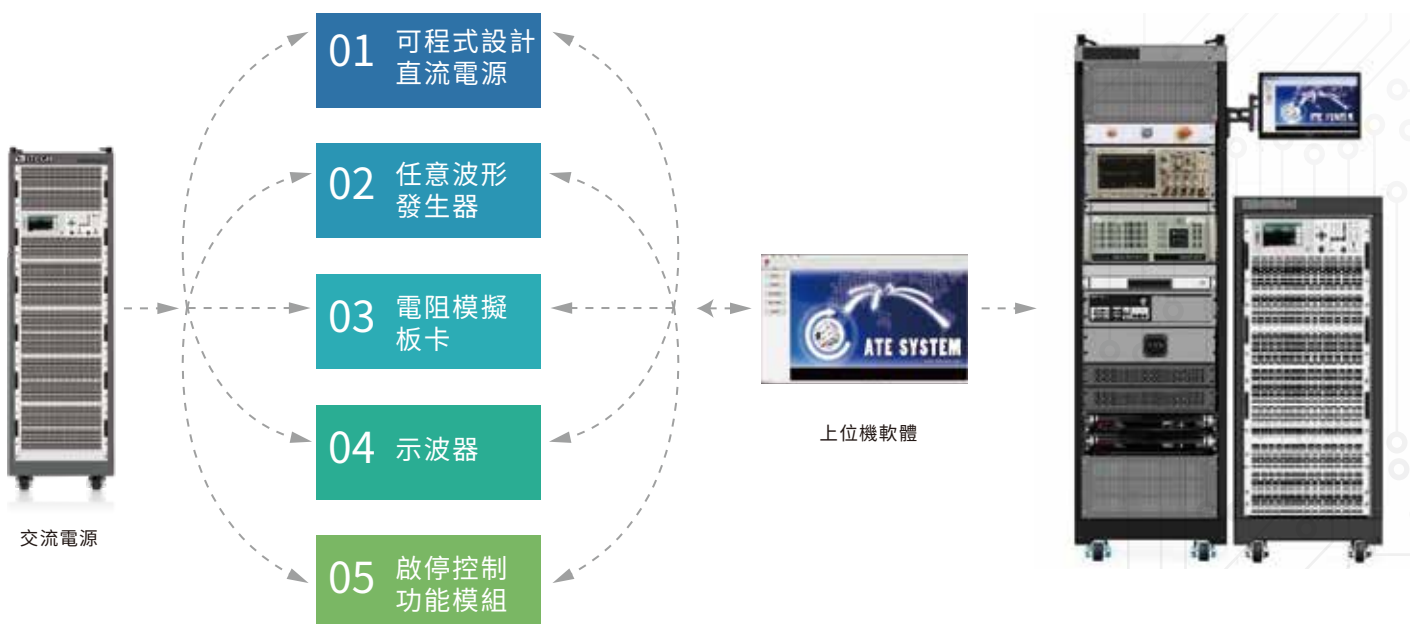 ITECH
交流電源
01
可程式設計
直流電源
02
任意波形
發生器
03
電阻模擬
板卡
04
示波器
05
啟停控制
功能模組
ATE SYSTEM
上位機軟體